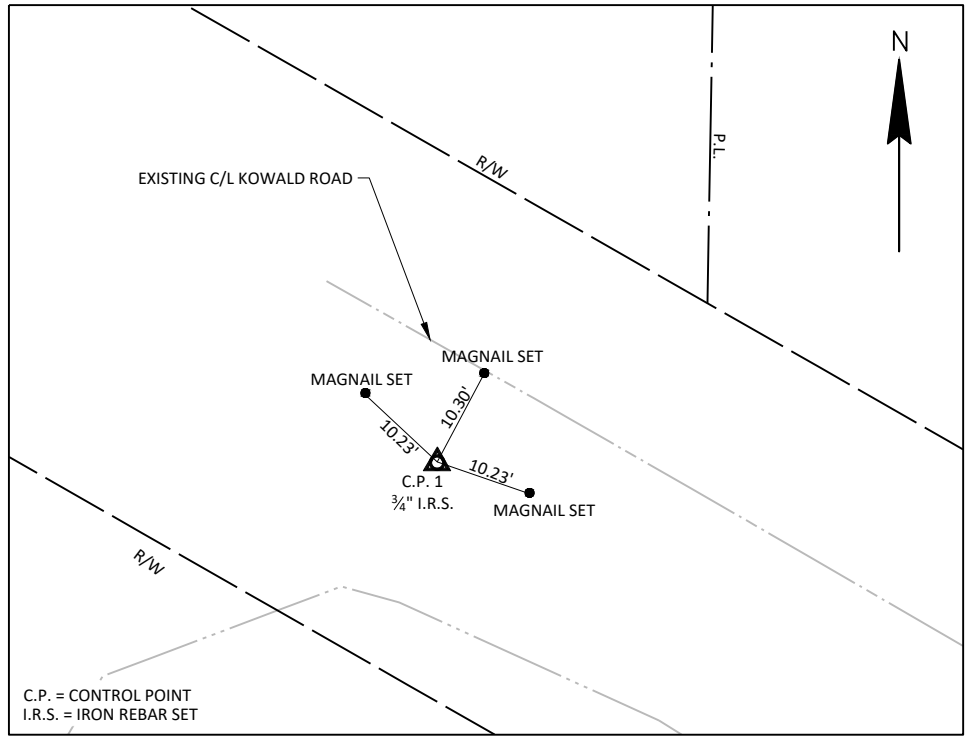 N
P.L.
R/W
EXISTING C/L KOWALD ROAD
MAGNAIL SET
MAGNAIL SET
10.30'
10.23'
10.23'
C.P. 1
¾" I.R.S.
MAGNAIL SET
R/W
C.P. = CONTROL POINT
I.R.S. = IRON REBAR SET